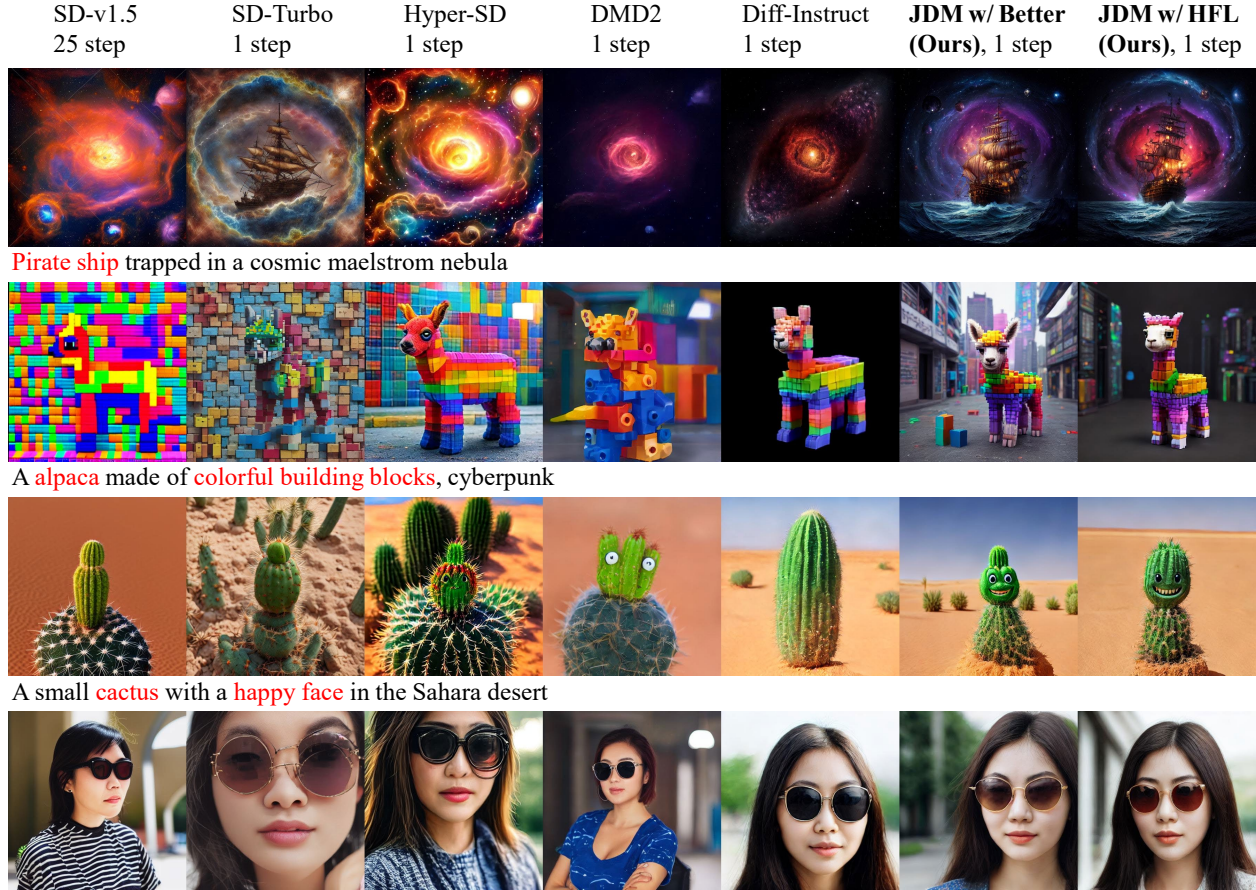 SD-v1.5 SD-Turbo Hyper-SD DMD2 Diff-Instruct JDM w/ Better JDM w/ HFL
25 step 1 step 1 step 1 step 1 step (Ours), 1 step (Ours), 1 step
Pirate ship trapped in a cosmic maelstrom nebula
A alpaca made of colorful building blocks, cyberpunk
A small cactus with a happy face in the Sahara desert